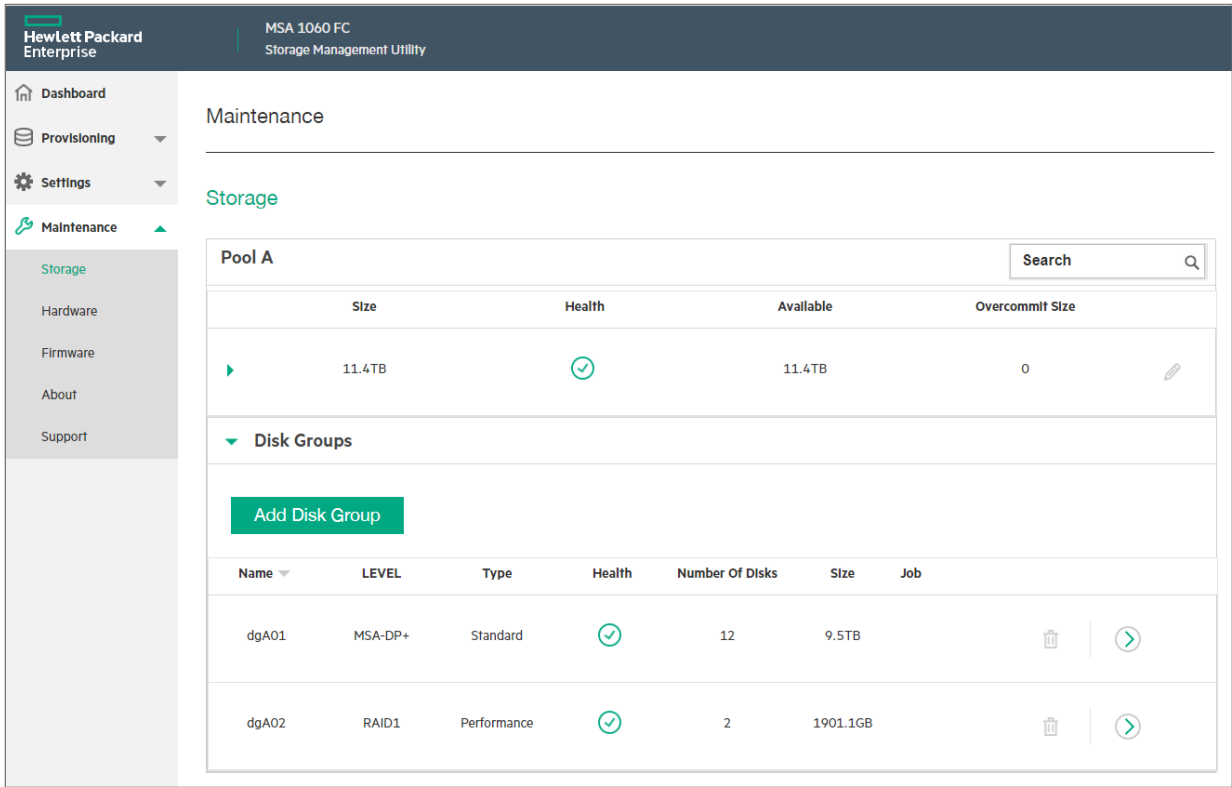 Hewlett Packard
Enterprise
MSA 1060 FC
Storage Management Utility
Dashboard
Provisioning
Settings
Maintenance
Storage
Hardware
Firmware
About
Support
Maintenance
Storage
Pool A
Search
Size Health Available Overcommit Size
11.4TB 11.4TB 0
Disk Groups
Add Disk Group
Name LEVEL Type Health Number Of Disks Size Job
dgA01 MSA-DP+ Standard 12 9.5TB
dgA02 RAID1 Performance 2 1901.1GB